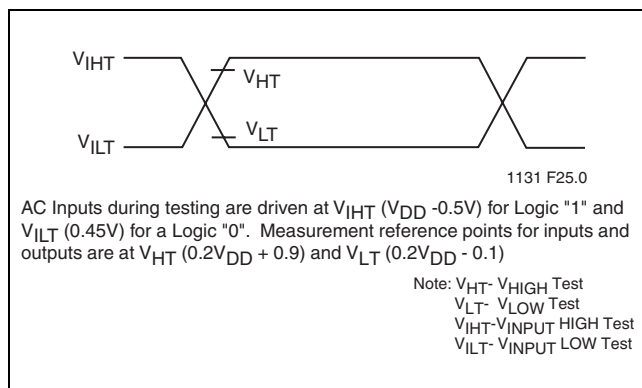 VIHT
VHT
VLT
VILT
1131 F25.0
AC Inputs during testing are driven at VIHT (VDD -0.5V) for Logic "1" and
VILT (0.45V) for a Logic "0".  Measurement reference points for inputs and
outputs are at VHT (0.2VDD + 0.9) and VLT (0.2VDD - 0.1)
Note: VHT- VHIGH Test
VLT- VLOW Test
VIHT-VINPUT HIGH Test
VILT- VINPUT LOW Test